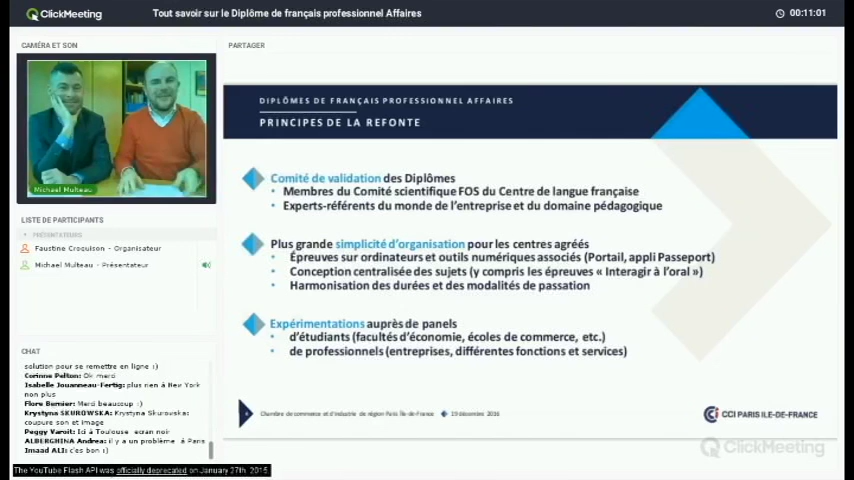 ClickMeeting
Tout savoir sur le Diplôme de français professionnel Affaires
00:11:01
CAMÉRA ET SON
Michael Multeau
LISTE DE PARTICIPANTS
PRÉSENTATEURS
Faustine Croquison - Organisateur
Michael Multeau - Présentateur
CHAT
solution pour se remettre en ligne :)
Corinne Pelton: Ok merci
Isabelle Jouanneau-Fertig: plus rien à New York
non plus
Flore Bernier: Merci beaucoup :)
Krystyna SKUROWSKA: Krystyna Skurowska:
coupure son et image
Peggy Varoit: Ici à Toulouse ecran noir
ALBERGHINA Andrea: il y a un problème à Paris
Imaad ALI: c'es bon :)
The YouTube Flash API was officially deprecated on January 27th, 2015.
PARTAGER
DIPLÔMES DE FRANÇAIS PROFESSIONNEL AFFAIRES
PRINCIPES DE LA REFONTE
Comité de validation des Diplômes
• Membres du Comité scientifique FOS du Centre de langue française
• Experts-référents du monde de l'entreprise et du domaine pédagogique
Plus grande simplicité d'organisation pour les centres agréés
• Épreuves sur ordinateurs et outils numériques associés (Portail, appli Passeport)
• Conception centralisée des sujets (y compris les épreuves « Interagir à l'oral »)
• Harmonisation des durées et des modalités de passation
Expérimentations auprès de panels
• d'étudiants (facultés d'économie, écoles de commerce, etc.)
• de professionnels (entreprises, différentes fonctions et services)
Chambre de commerce et d'industrie de région Paris Île-de-France
19 décembre 2016
CCI PARIS ILE-DE-FRANCE
ClickMeeting